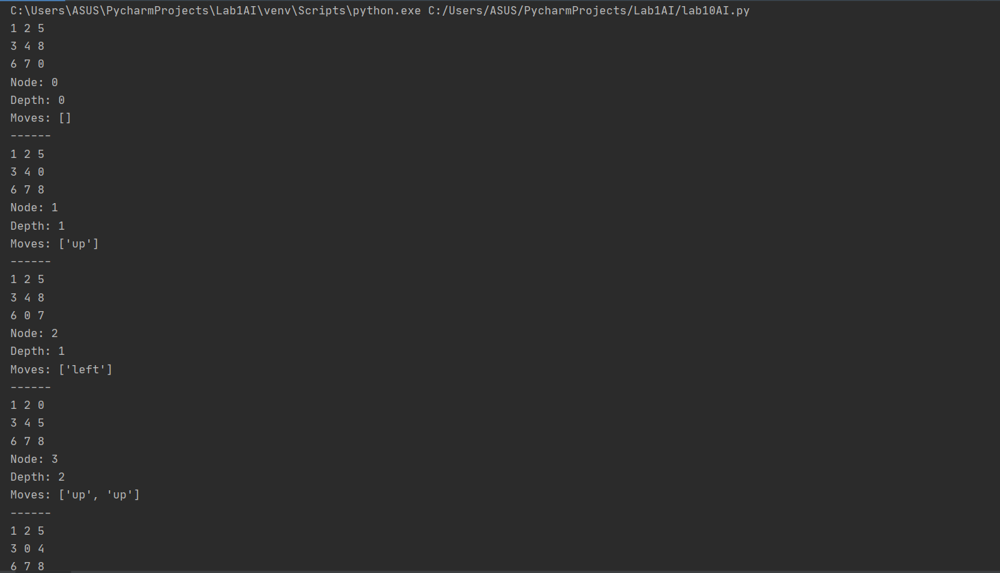 C:\Users\ASUS\PycharmProjects\Lab1AI\venv\Scripts\python.exe C:/Users/ASUS/PycharmProjects/Lab1AI/lab10AI.py
1 2 5
3 4 8
6 7 0
Node: 0
Depth: 0
Moves: []
------
1 2 5
3 4 0
6 7 8
Node: 1
Depth: 1
Moves: ['up']
------
1 2 5
3 4 8
6 0 7
Node: 2
Depth: 1
Moves: ['left']
------
1 2 0
3 4 5
6 7 8
Node: 3
Depth: 2
Moves: ['up', 'up']
------
1 2 5
3 0 4
6 7 8